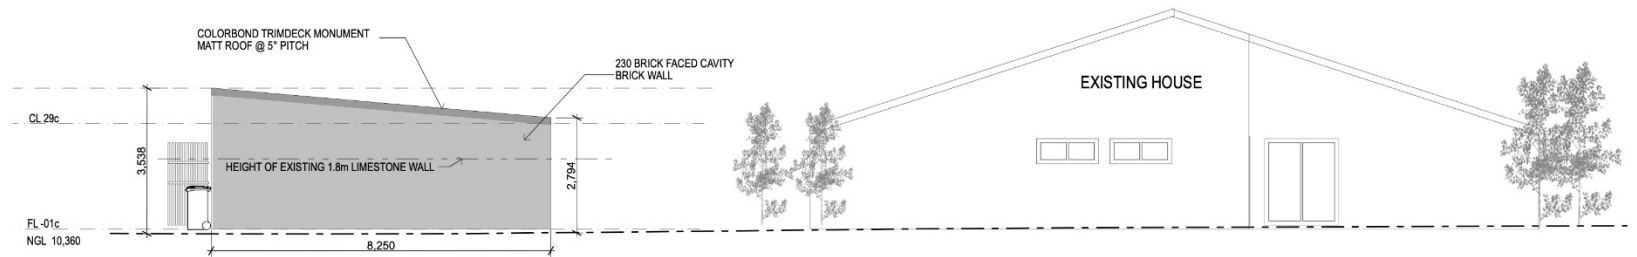 COLORBOND TRIMDECK MONUMENT
MATT ROOF @ 5° PITCH
230 BRICK FACED CAVITY
BRICK WALL
EXISTING HOUSE
CL 29c
3,538
HEIGHT OF EXISTING 1.8m LIMESTONE WALL
2,794
FL -01c
NGL 10,360
8,250